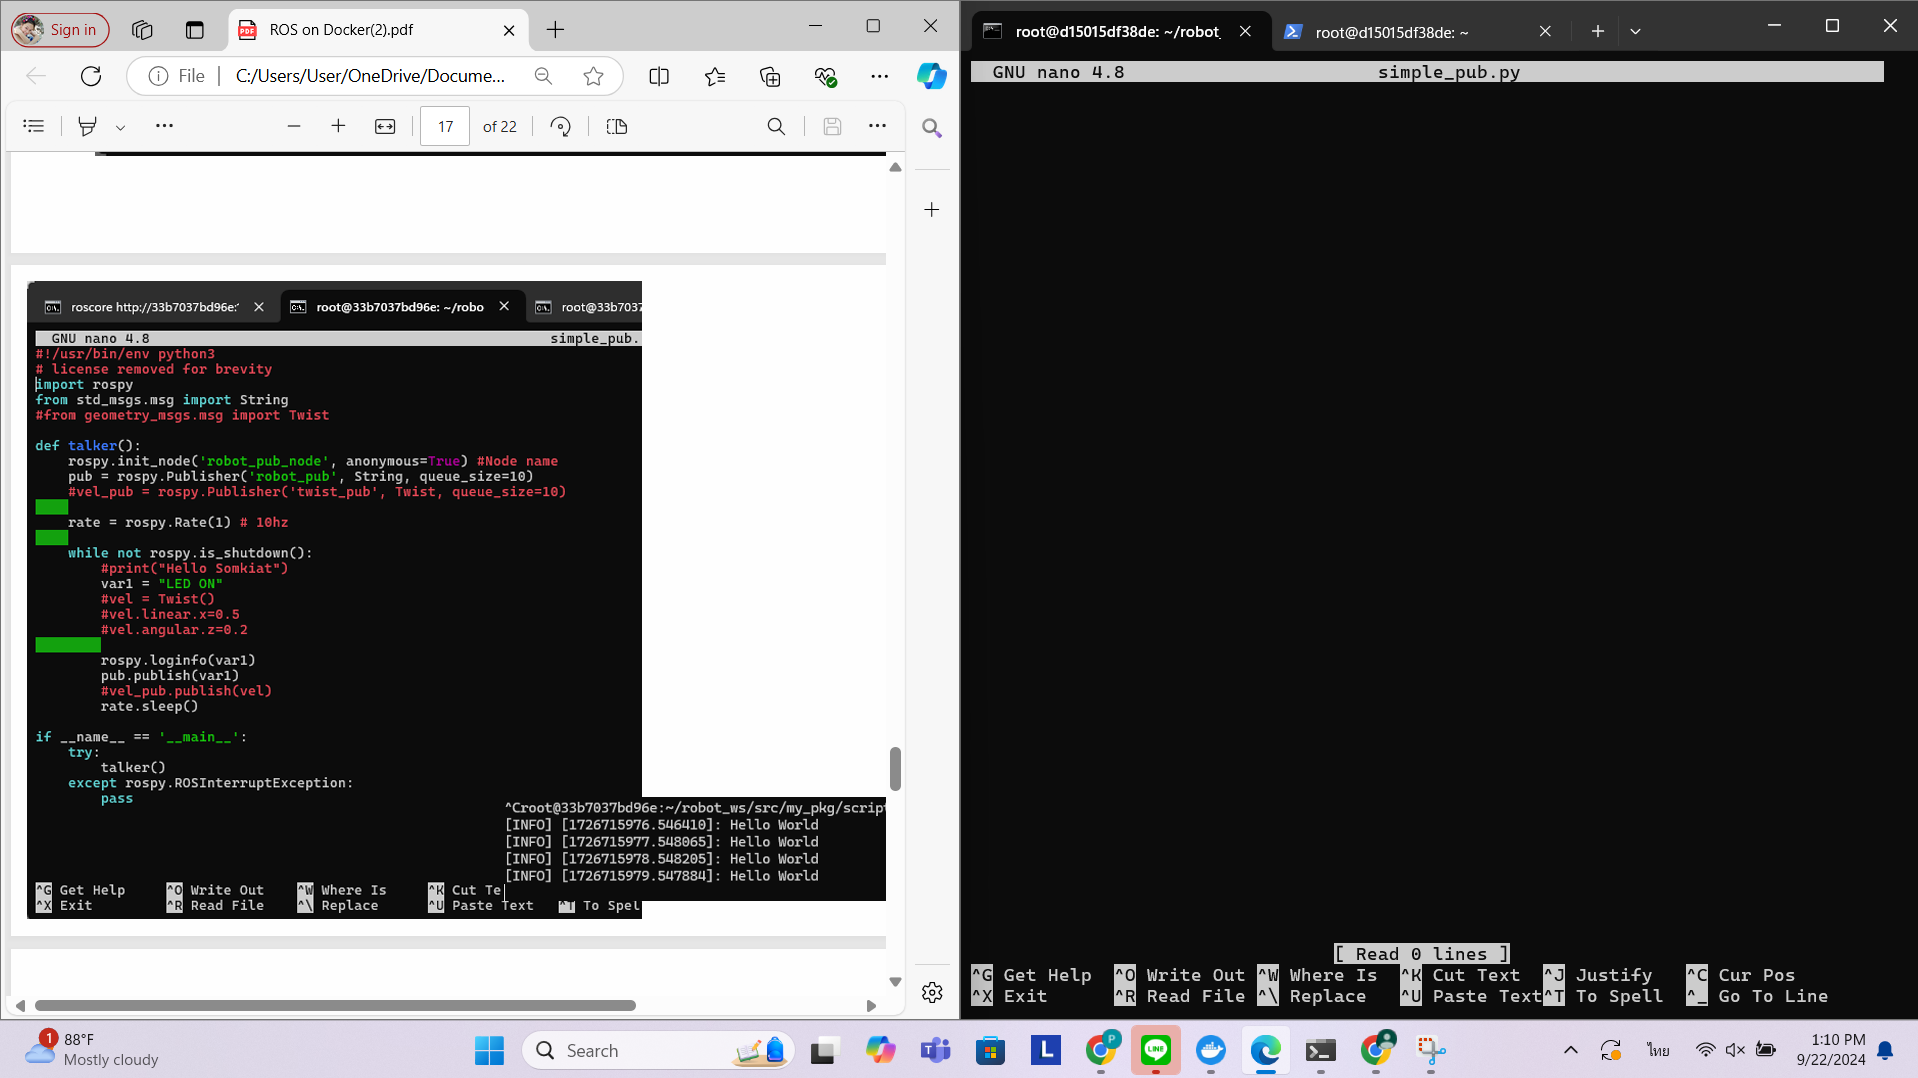 Sign in
ROS on Docker(2).pdf
File
C:/Users/User/OneDrive/Docume...
17 of 22
roscore http://33b7037bd96e:
root@33b7037bd96e: ~/robo
root@33b7037
GNU nano 4.8 simple_pub.
#!/usr/bin/env python3
# license removed for brevity
import rospy
from std_msgs.msg import String
#from geometry_msgs.msg import Twist
def talker():
rospy.init_node('robot_pub_node', anonymous=True) #Node name
pub = rospy.Publisher('robot_pub', String, queue_size=10)
#vel_pub = rospy.Publisher('twist_pub', Twist, queue_size=10)
rate = rospy.Rate(1) # 10hz
while not rospy.is_shutdown():
#print("Hello Somkiat")
var1 = "LED ON"
#vel = Twist()
#vel.linear.x=0.5
#vel.angular.z=0.2
rospy.loginfo(var1)
pub.publish(var1)
#vel_pub.publish(vel)
rate.sleep()
if __name__ == '__main__':
try:
talker()
except rospy.ROSInterruptException:
pass
^Croot@33b7037bd96e:~/robot_ws/src/my_pkg/script
[INFO] [1726715976.546410]: Hello World
[INFO] [1726715977.548065]: Hello World
[INFO] [1726715978.548205]: Hello World
[INFO] [1726715979.547884]: Hello World
^G Get Help ^O Write Out ^W Where Is ^K Cut Te
^X Exit ^R Read File ^\ Replace ^U Paste Text ^T To Spel
root@d15015df38de: ~/robot_
root@d15015df38de: ~
GNU nano 4.8 simple_pub.py
[ Read 0 lines ]
^G Get Help ^O Write Out ^W Where Is ^K Cut Text ^J Justify ^C Cur Pos
^X Exit ^R Read File ^\ Replace ^U Paste Text ^T To Spell ^_ Go To Line
1
88°F
Mostly cloudy
Search
L
P
LINE
ไทย
1:10 PM
9/22/2024